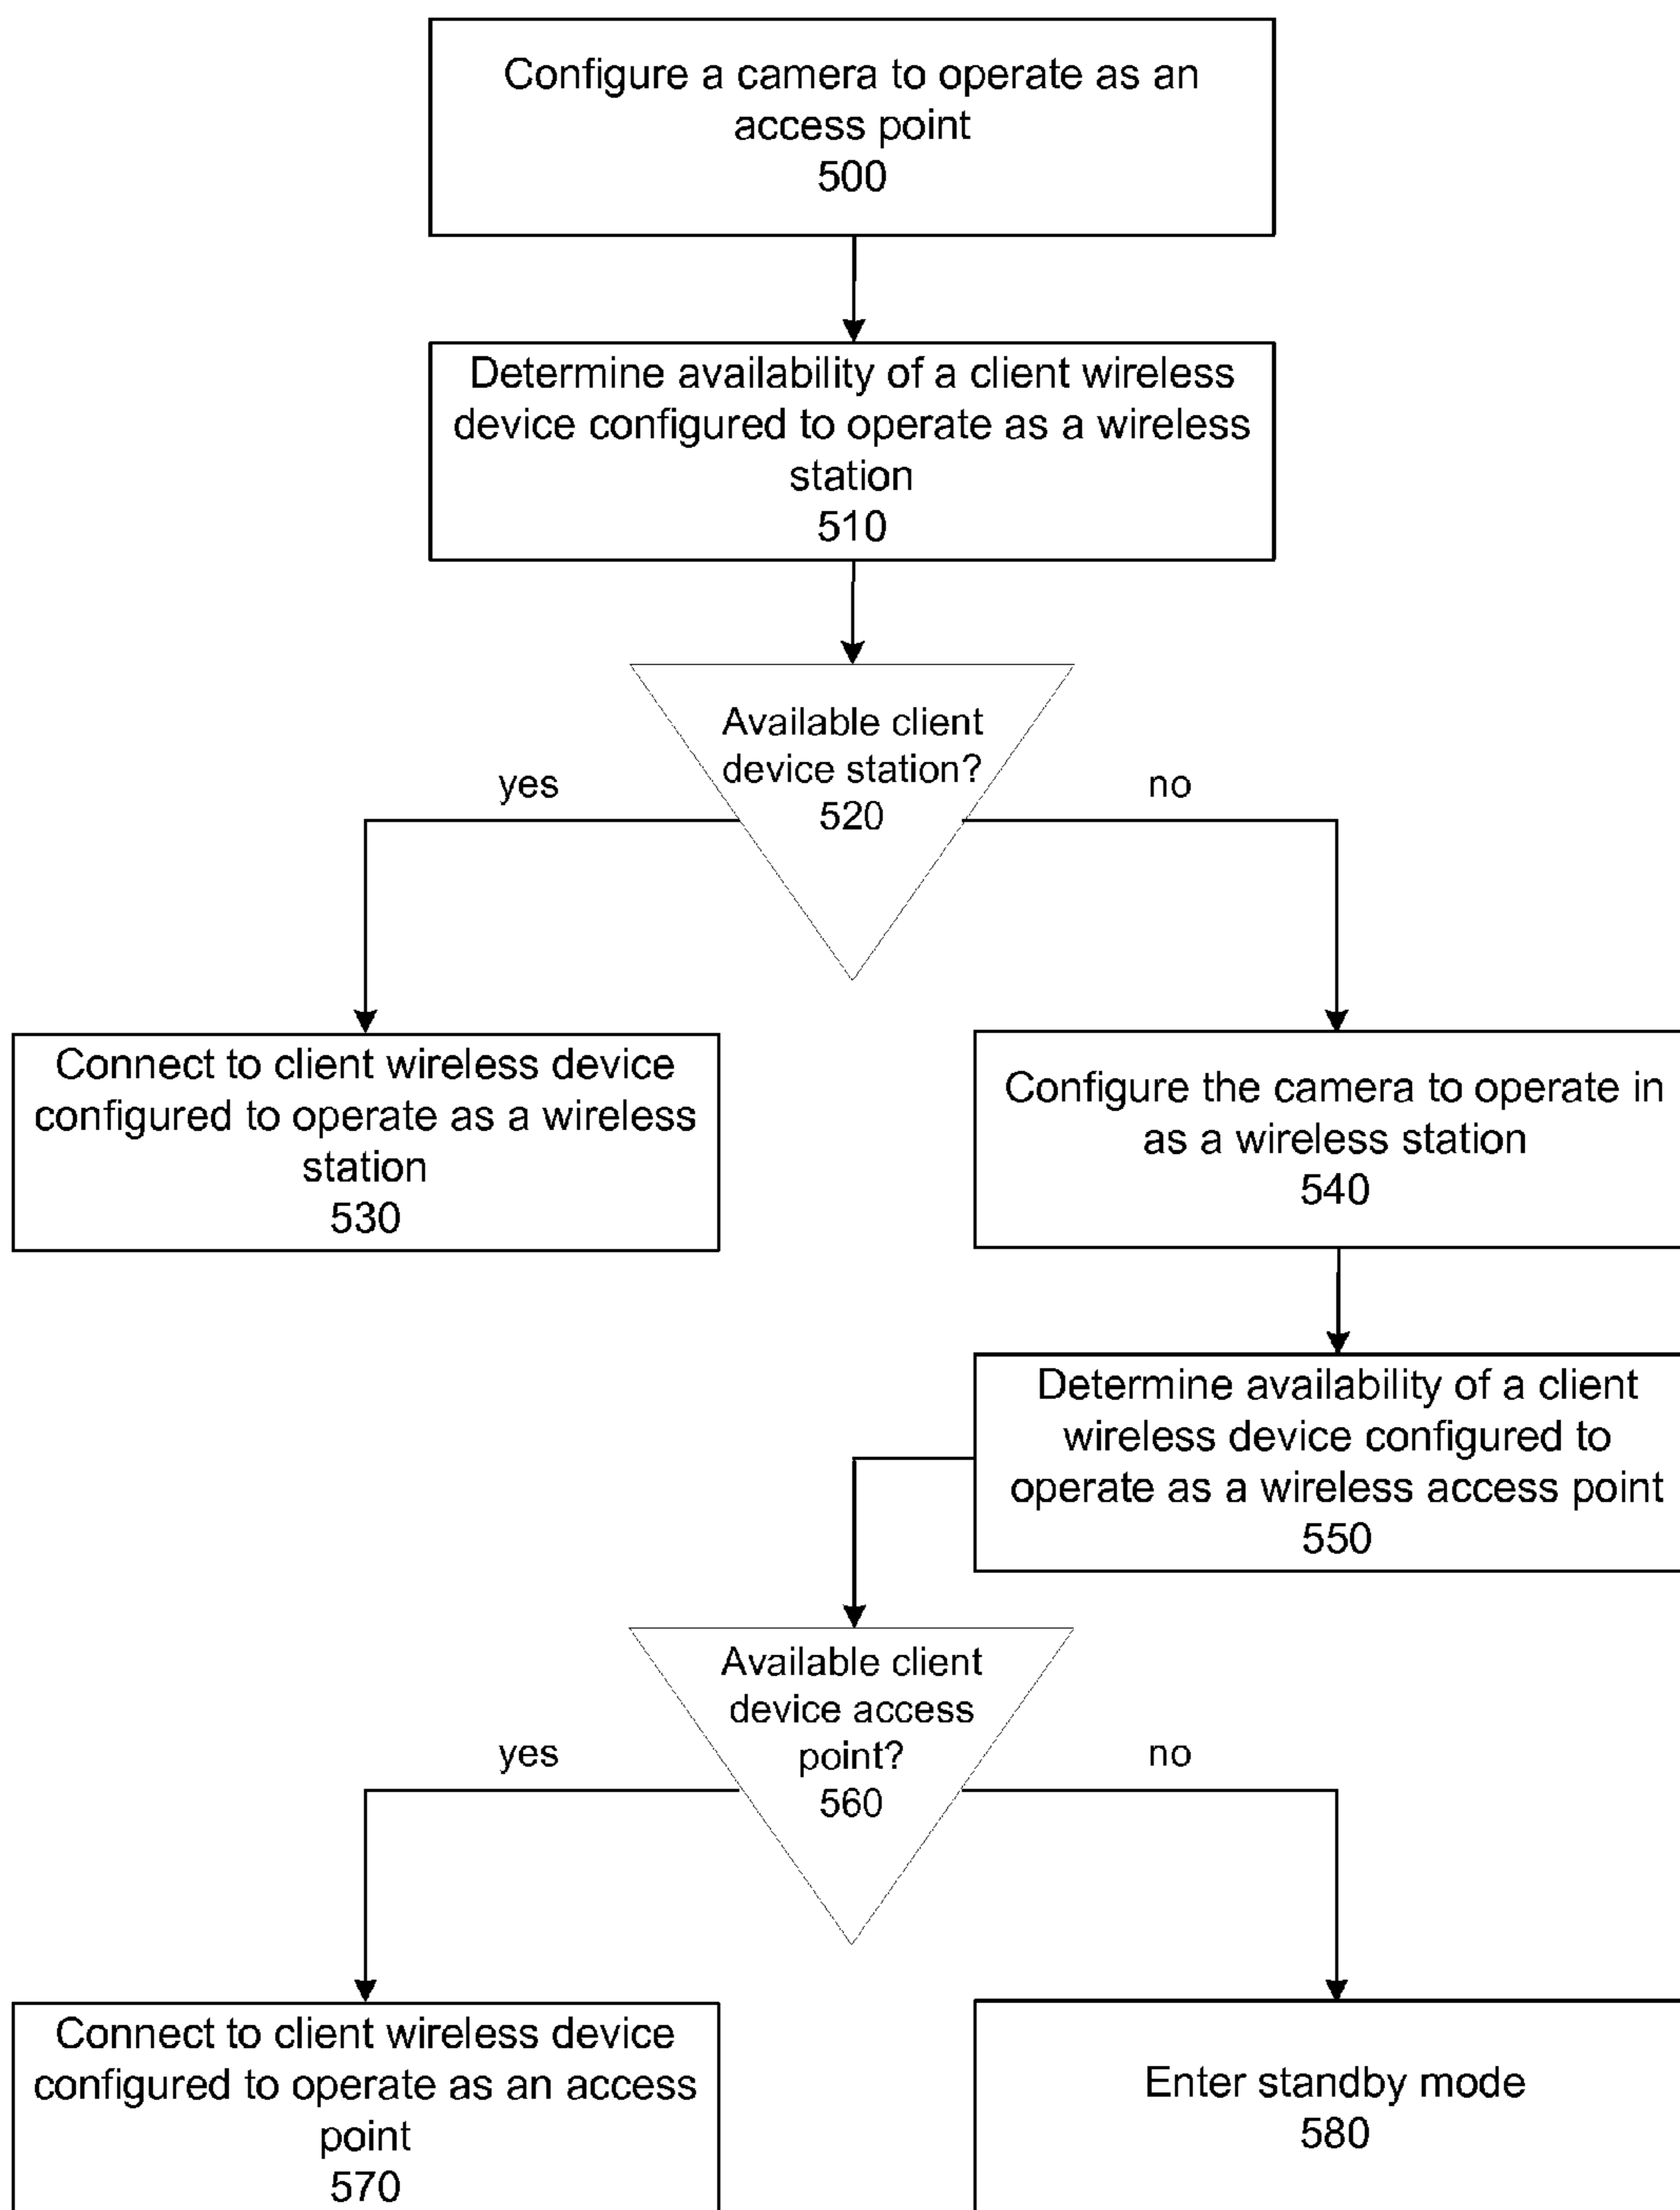 Configure a camera to operate as an
access point
500
Determine availability of a client wireless
device configured to operate as a wireless
station
510
Available client
device station?
520
yes
no
Connect to client wireless device
configured to operate as a wireless
station
530
Configure the camera to operate in
as a wireless station
540
Determine availability of a client
wireless device configured to
operate as a wireless access point
550
Available client
device access
point?
560
yes
no
Connect to client wireless device
configured to operate as an access
point
570
Enter standby mode
580